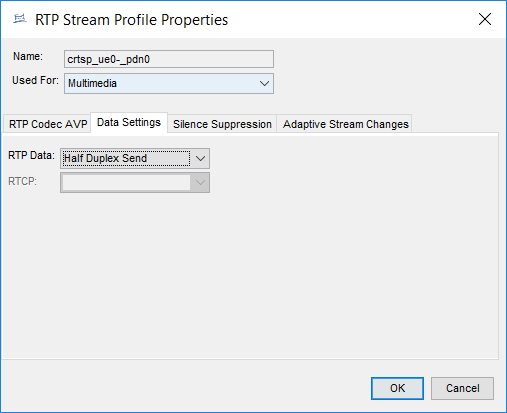 RTP Stream Profile Properties
Name: crtsp_ue0-_pdn0
Used For: Multimedia
RTP Codec AVP Data Settings Silence Suppression Adaptive Stream Changes
RTP Data: Half Duplex Send
RTCP:
OK Cancel